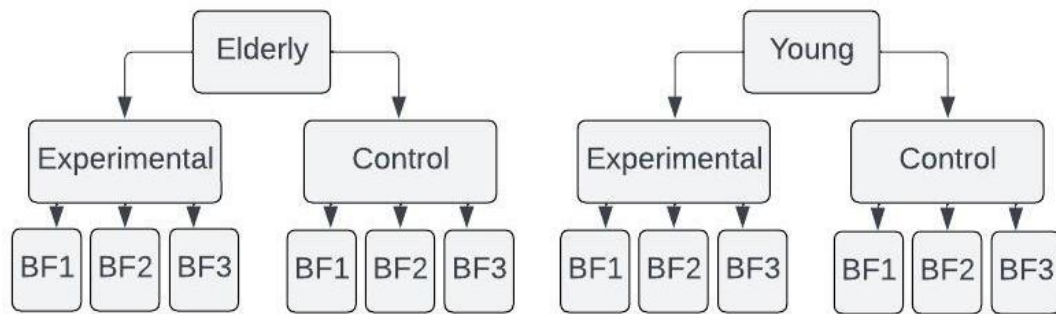 Elderly
Young
Experimental
Control
Experimental
Control
BF1
BF2
BF3
BF1
BF2
BF3
BF1
BF2
BF3
BF1
BF2
BF3